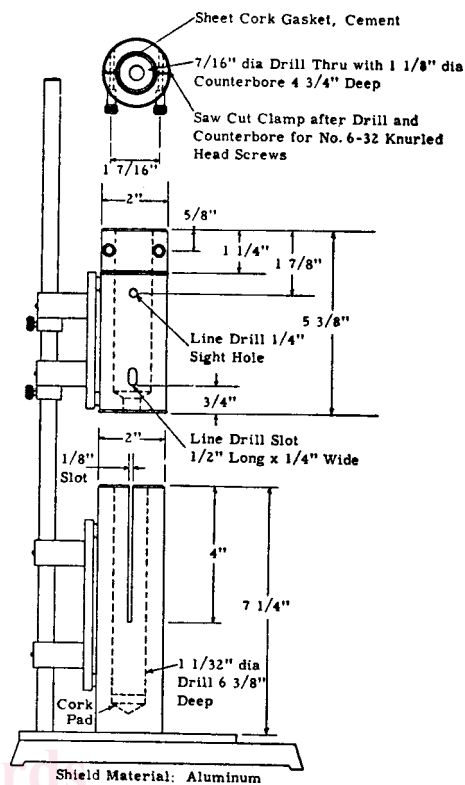 Sheet Cork Gasket, Cement
7/16" dia Drill Thru with 1 1/8" dia
Counterbore 4 3/4" Deep
Saw Cut Clamp after Drill and
Counterbore for No. 6-32 Knurled
Head Screws
1 7/16"
2"
5/8"
1 1/4"
1 7/8"
5 3/8"
Line Drill 1/4"
Sight Hole
3/4"
Line Drill Slot
1/2" Long x 1/4" Wide
2"
1/8"
Slot
4"
7 1/4"
1 1/32" dia
Drill 6 3/8"
Deep
Cork
Pad
Shield Material: Aluminum
rds